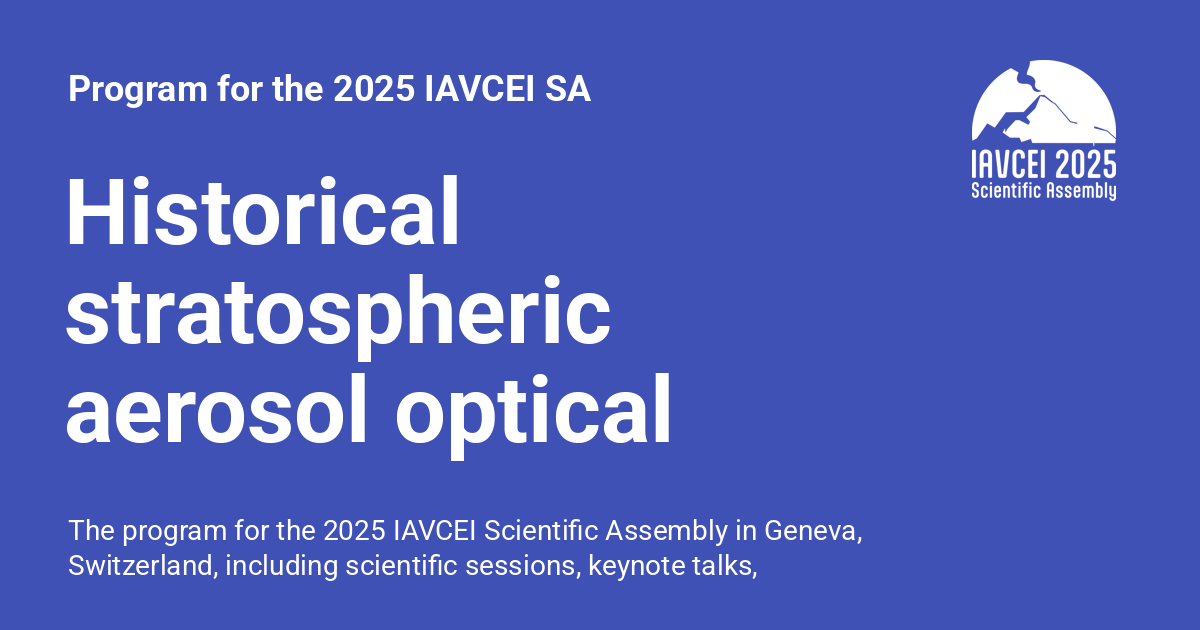 Program for the 2025 IAVCEI SA
IAVCEI 2025
Scientific Assembly
Historical
stratospheric
aerosol optical
The program for the 2025 IAVCEI Scientific Assembly in Geneva,
Switzerland, including scientific sessions, keynote talks,